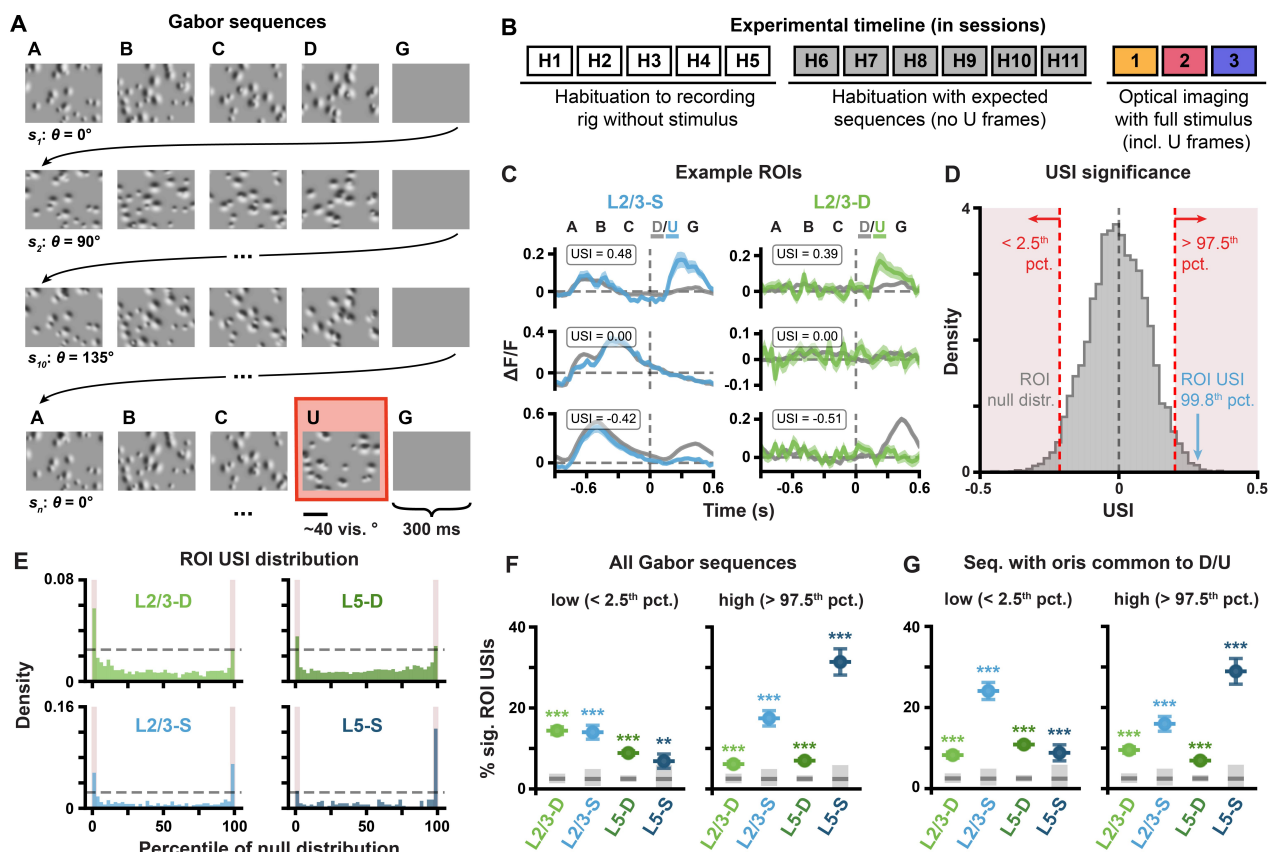 A
Gabor sequences
A B C D G
s1: θ = 0°
s2: θ = 90°
...
s10: θ = 135°
...
A B C U G
sn: θ = 0°
...
~40 vis. °
300 ms
B
Experimental timeline (in sessions)
H1 H2 H3 H4 H5 H6 H7 H8 H9 H10 H11 1 2 3
Habituation to recording
rig without stimulus
Habituation with expected
sequences (no U frames)
Optical imaging
with full stimulus
(incl. U frames)
C
Example ROIs
L2/3-S
A B C D/U G
USI = 0.48
0.2
0
USI = 0.00
0.4
0
USI = -0.42
0.6
0
-0.6 0 0.6
ΔF/F
L2/3-D
A B C D/U G
USI = 0.39
0.2
0
USI = 0.00
0.1
0
-0.1
USI = -0.51
0.2
0
-0.6 0 0.6
Time (s)
D
USI significance
4
0
Density
< 2.5th
pct.
> 97.5th
pct.
ROI
null distr.
ROI USI
99.8th pct.
-0.5 0 0.5
USI
E
ROI USI distribution
0.08
0
L2/3-D
L5-D
0.16
0
L2/3-S
L5-S
Density
0 50 100
0 50 100
Percentile of null distribution
F
All Gabor sequences
low (< 2.5th pct.)
high (> 97.5th pct.)
40
20
0
% sig. ROI USIs
*** *** *** **
*** *** *** ***
L2/3-D L2/3-S L5-D L5-S
L2/3-D L2/3-S L5-D L5-S
G
Seq. with oris common to D/U
low (< 2.5th pct.)
high (> 97.5th pct.)
40
20
0
*** *** *** ***
*** *** *** ***
L2/3-D L2/3-S L5-D L5-S
L2/3-D L2/3-S L5-D L5-S